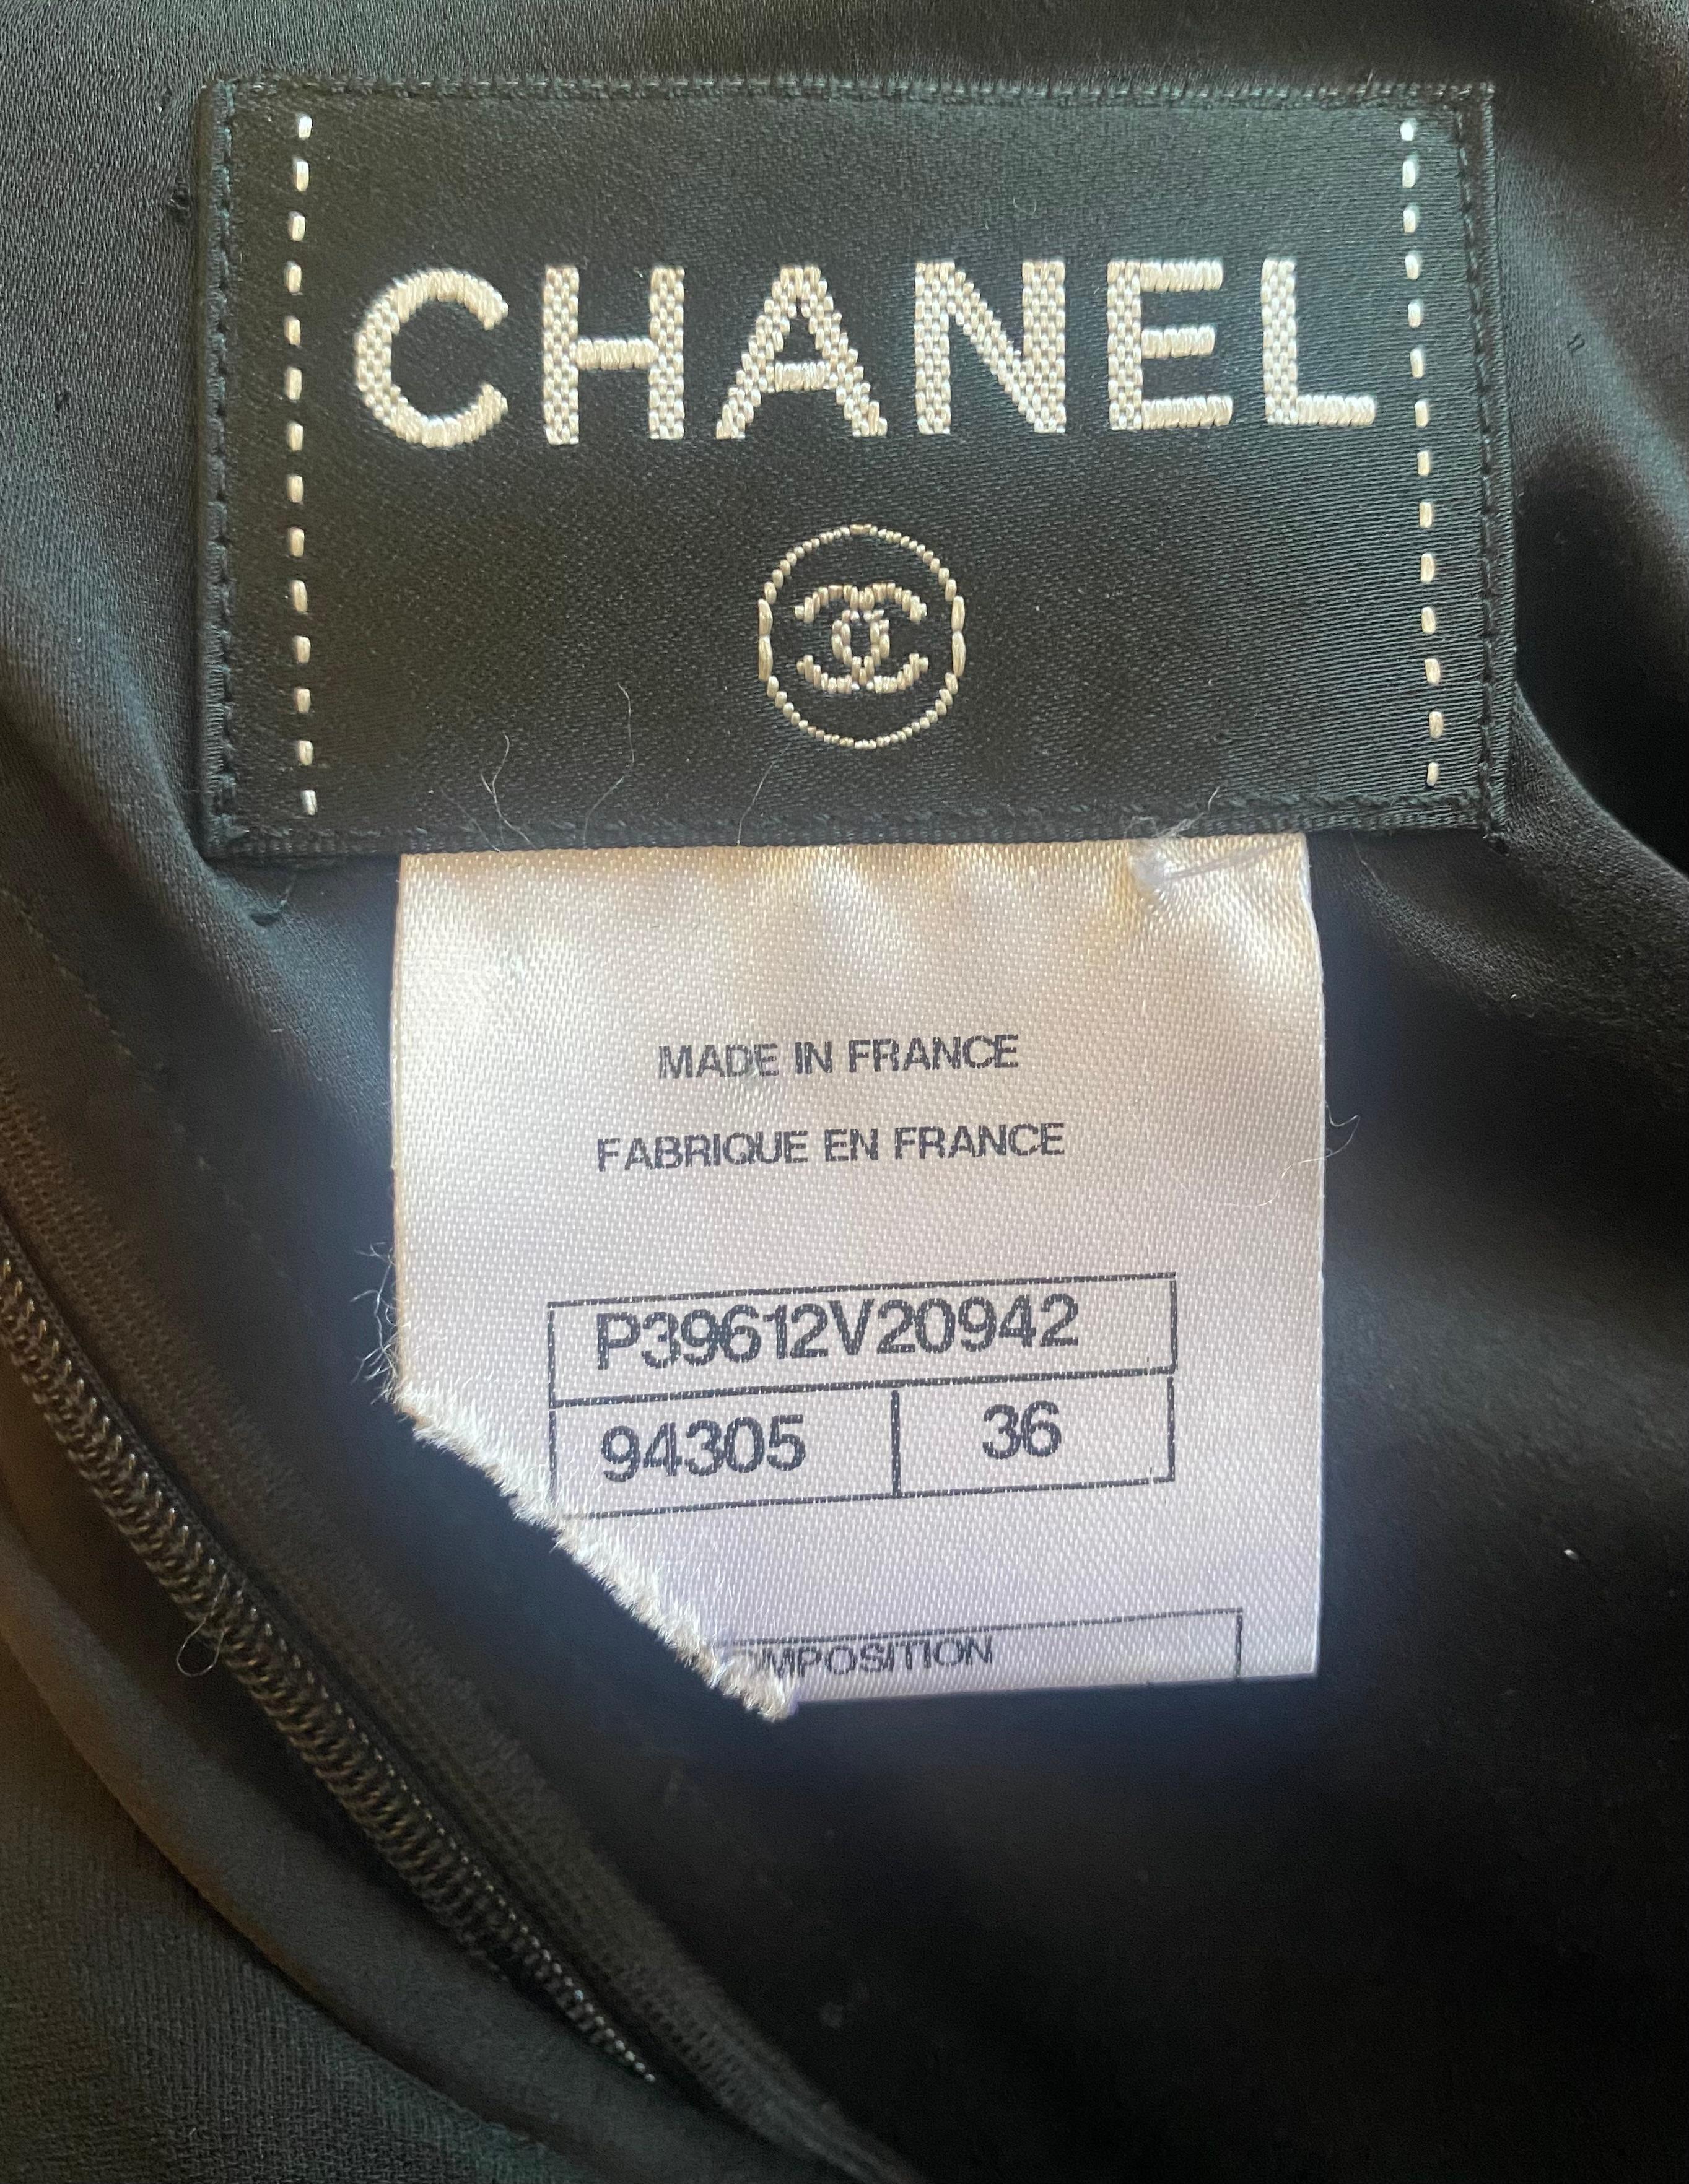 CHANEL
MADE IN FRANCE
FABRIQUE EN FRANCE
P39612V20942
94305 36
OMPOSITION